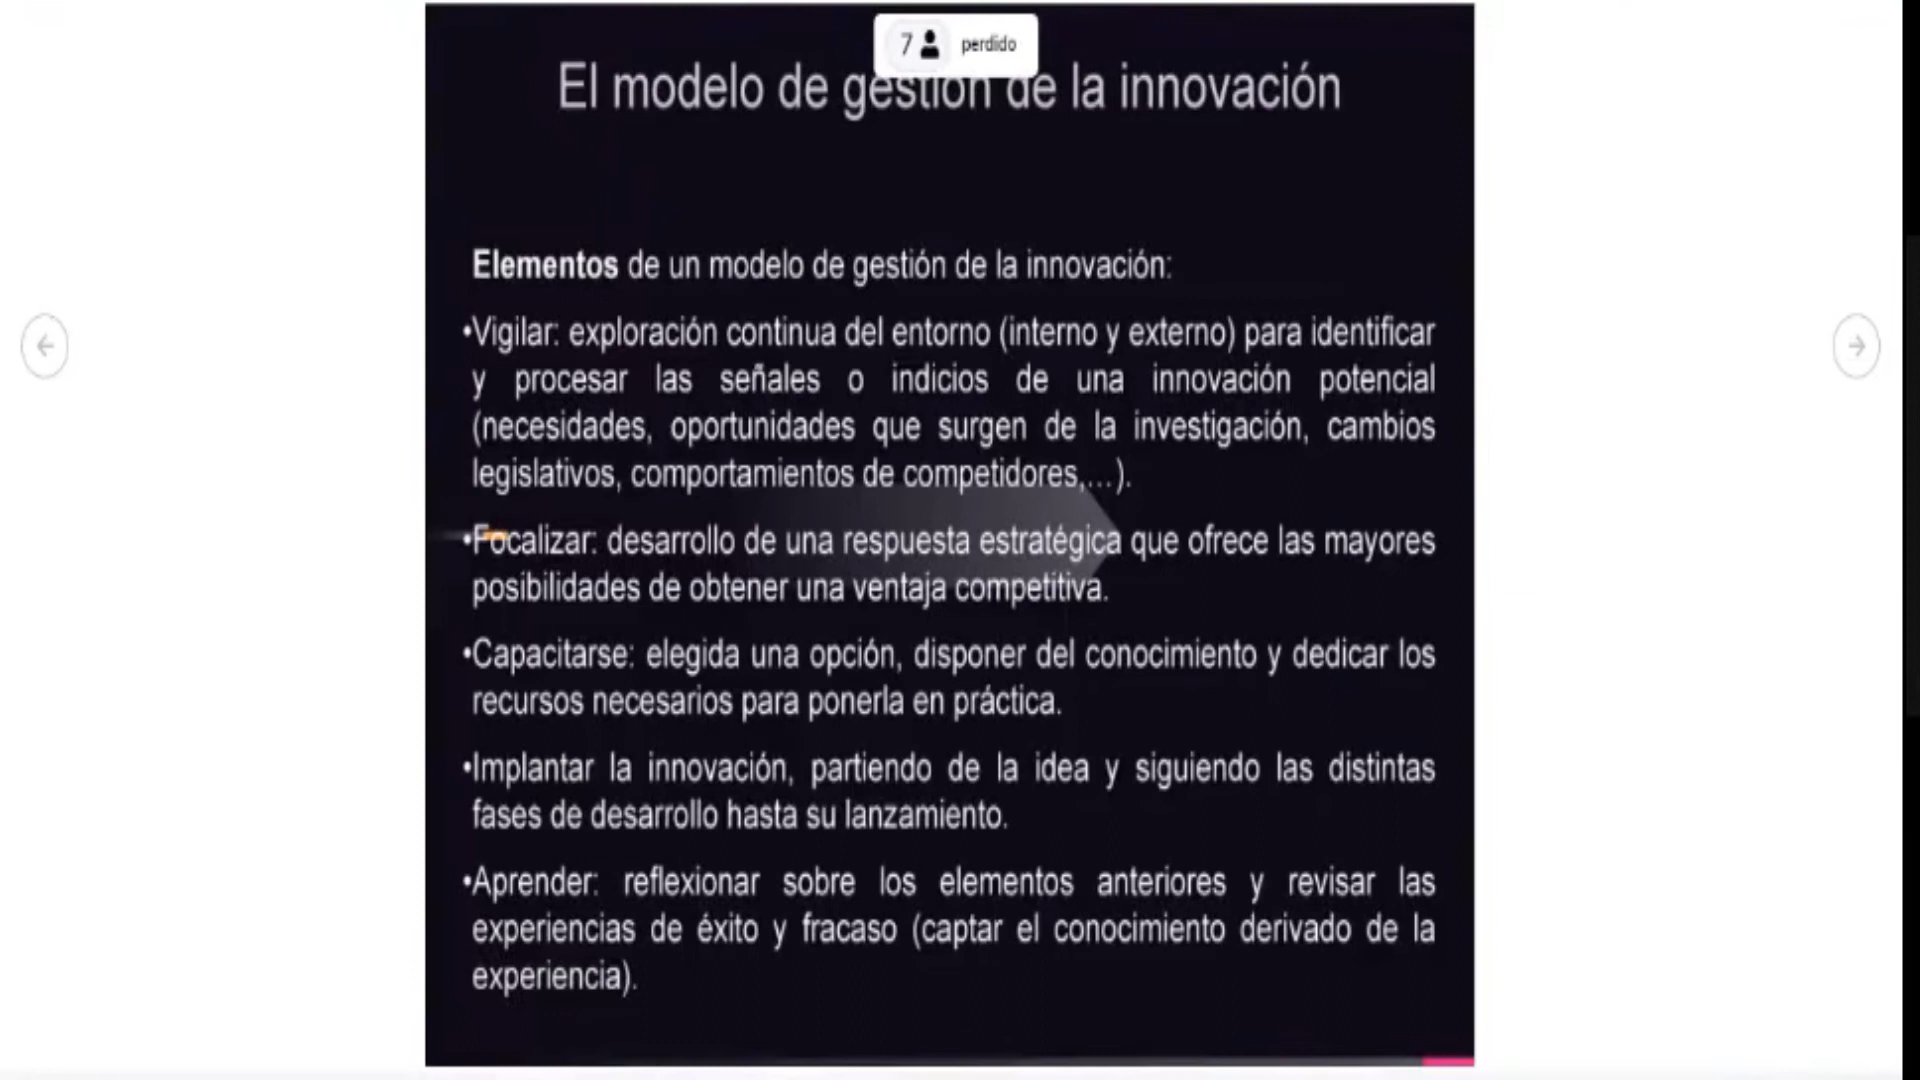 7 perdido
El modelo de gestión de la innovación
Elementos de un modelo de gestión de la innovación:
•Vigilar: exploración continua del entorno (interno y externo) para identificar
y procesar las señales o indicios de una innovación potencial
(necesidades, oportunidades que surgen de la investigación, cambios
legislativos, comportamientos de competidores,...).
•Focalizar: desarrollo de una respuesta estratégica que ofrece las mayores
posibilidades de obtener una ventaja competitiva.
•Capacitarse: elegida una opción, disponer del conocimiento y dedicar los
recursos necesarios para ponerla en práctica.
•Implantar la innovación, partiendo de la idea y siguiendo las distintas
fases de desarrollo hasta su lanzamiento.
•Aprender: reflexionar sobre los elementos anteriores y revisar las
experiencias de éxito y fracaso (captar el conocimiento derivado de la
experiencia).